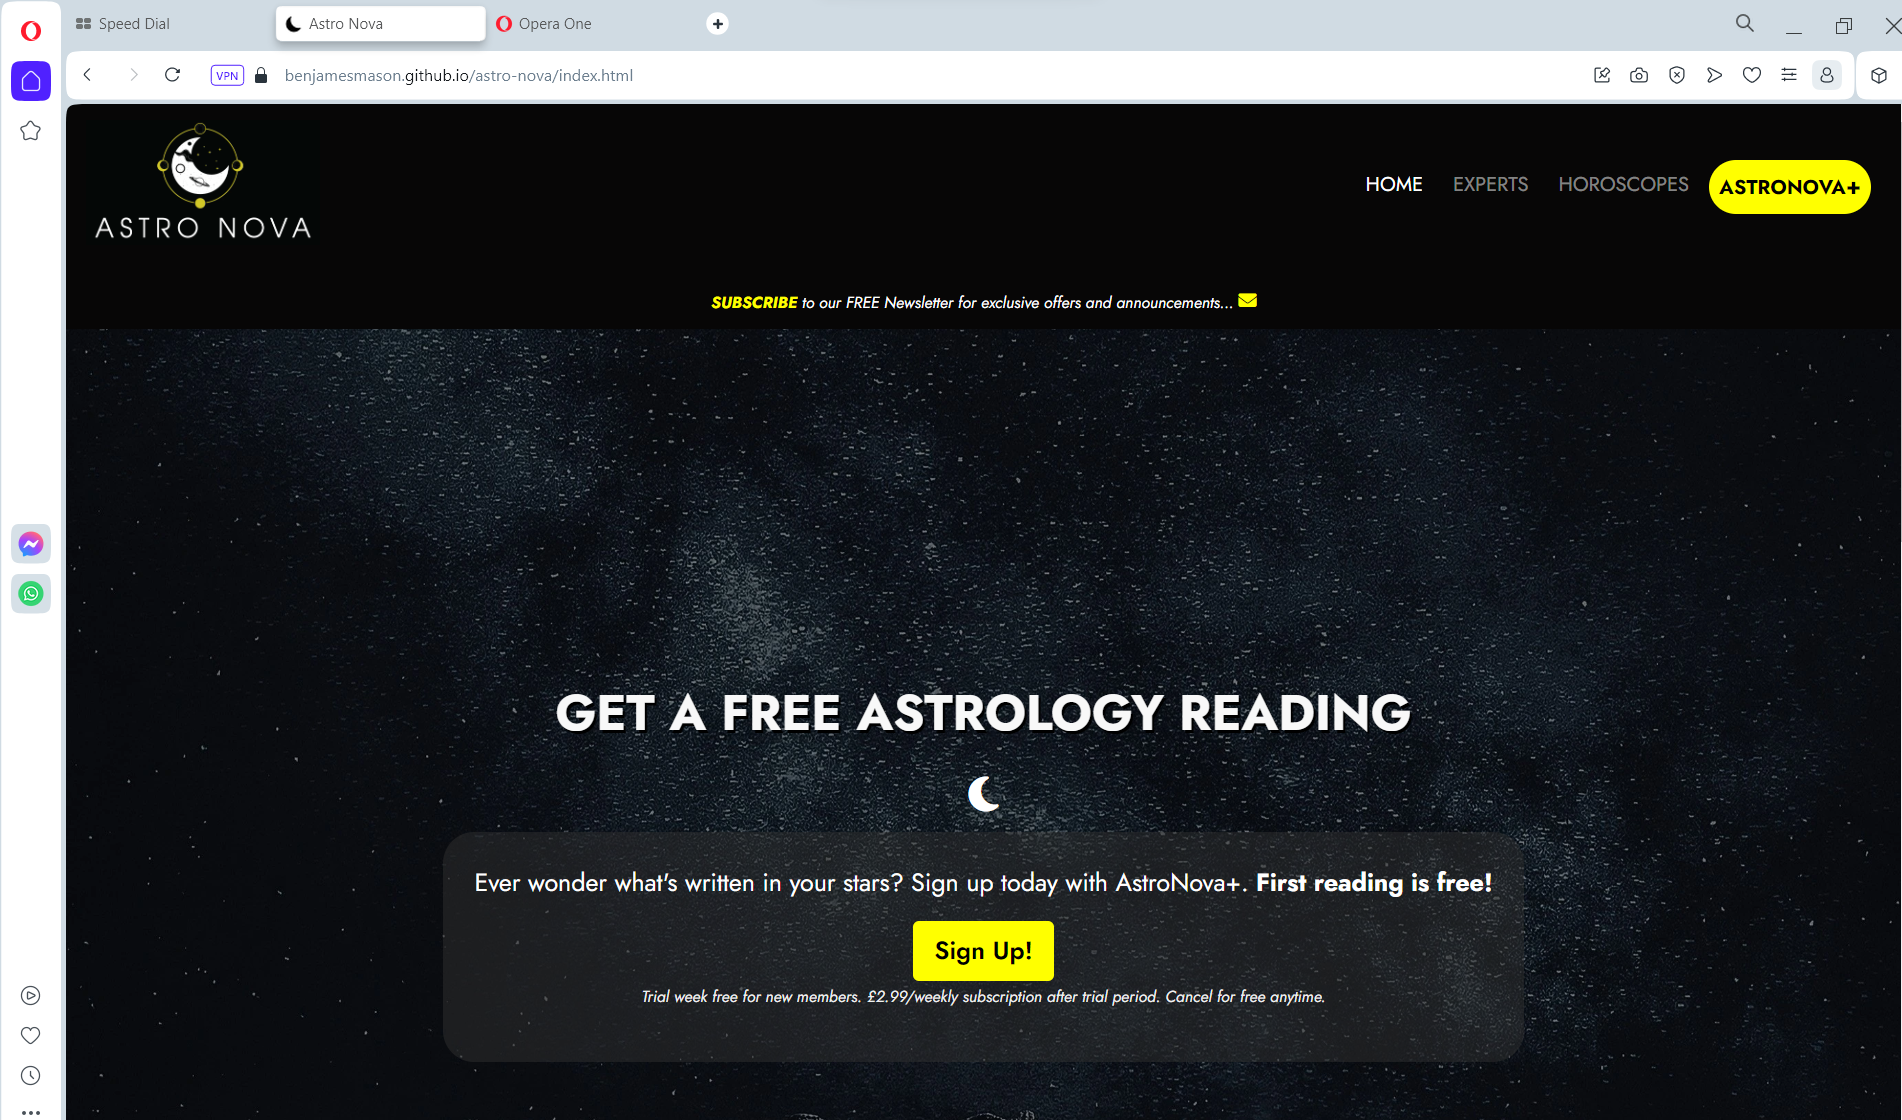 Speed Dial
Astro Nova
Opera One
VPN
benjamesmason.github.io/astro-nova/index.html
ASTRO NOVA
HOME
EXPERTS
HOROSCOPES
ASTRONOVA+
SUBSCRIBE to our FREE Newsletter for exclusive offers and announcements...
GET A FREE ASTROLOGY READING
Ever wonder what's written in your stars? Sign up today with AstroNova+. First reading is free!
Sign Up!
Trial week free for new members. £2.99/weekly subscription after trial period. Cancel for free anytime.